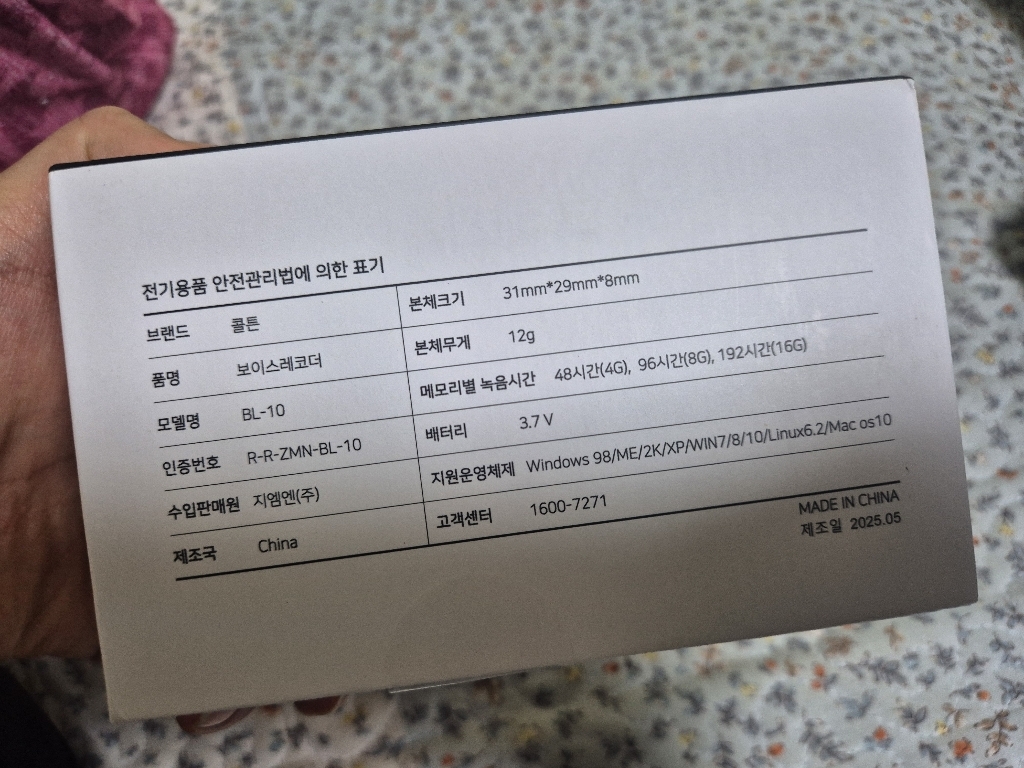 전기용품 안전관리법에 의한 표기
브랜드 콜튼
품명 보이스레코더
모델명 BL-10
인증번호 R-R-ZMN-BL-10
수입판매원 지엠엔(주)
제조국 China
본체크기 31mm*29mm*8mm
본체무게 12g
메모리별 녹음시간 48시간(4G), 96시간(8G), 192시간(16G)
배터리 3.7 V
지원운영체제 Windows 98/ME/2K/XP/WIN7/8/10/Linux6.2/Mac os10
고객센터 1600-7271
MADE IN CHINA
제조일 2025.05